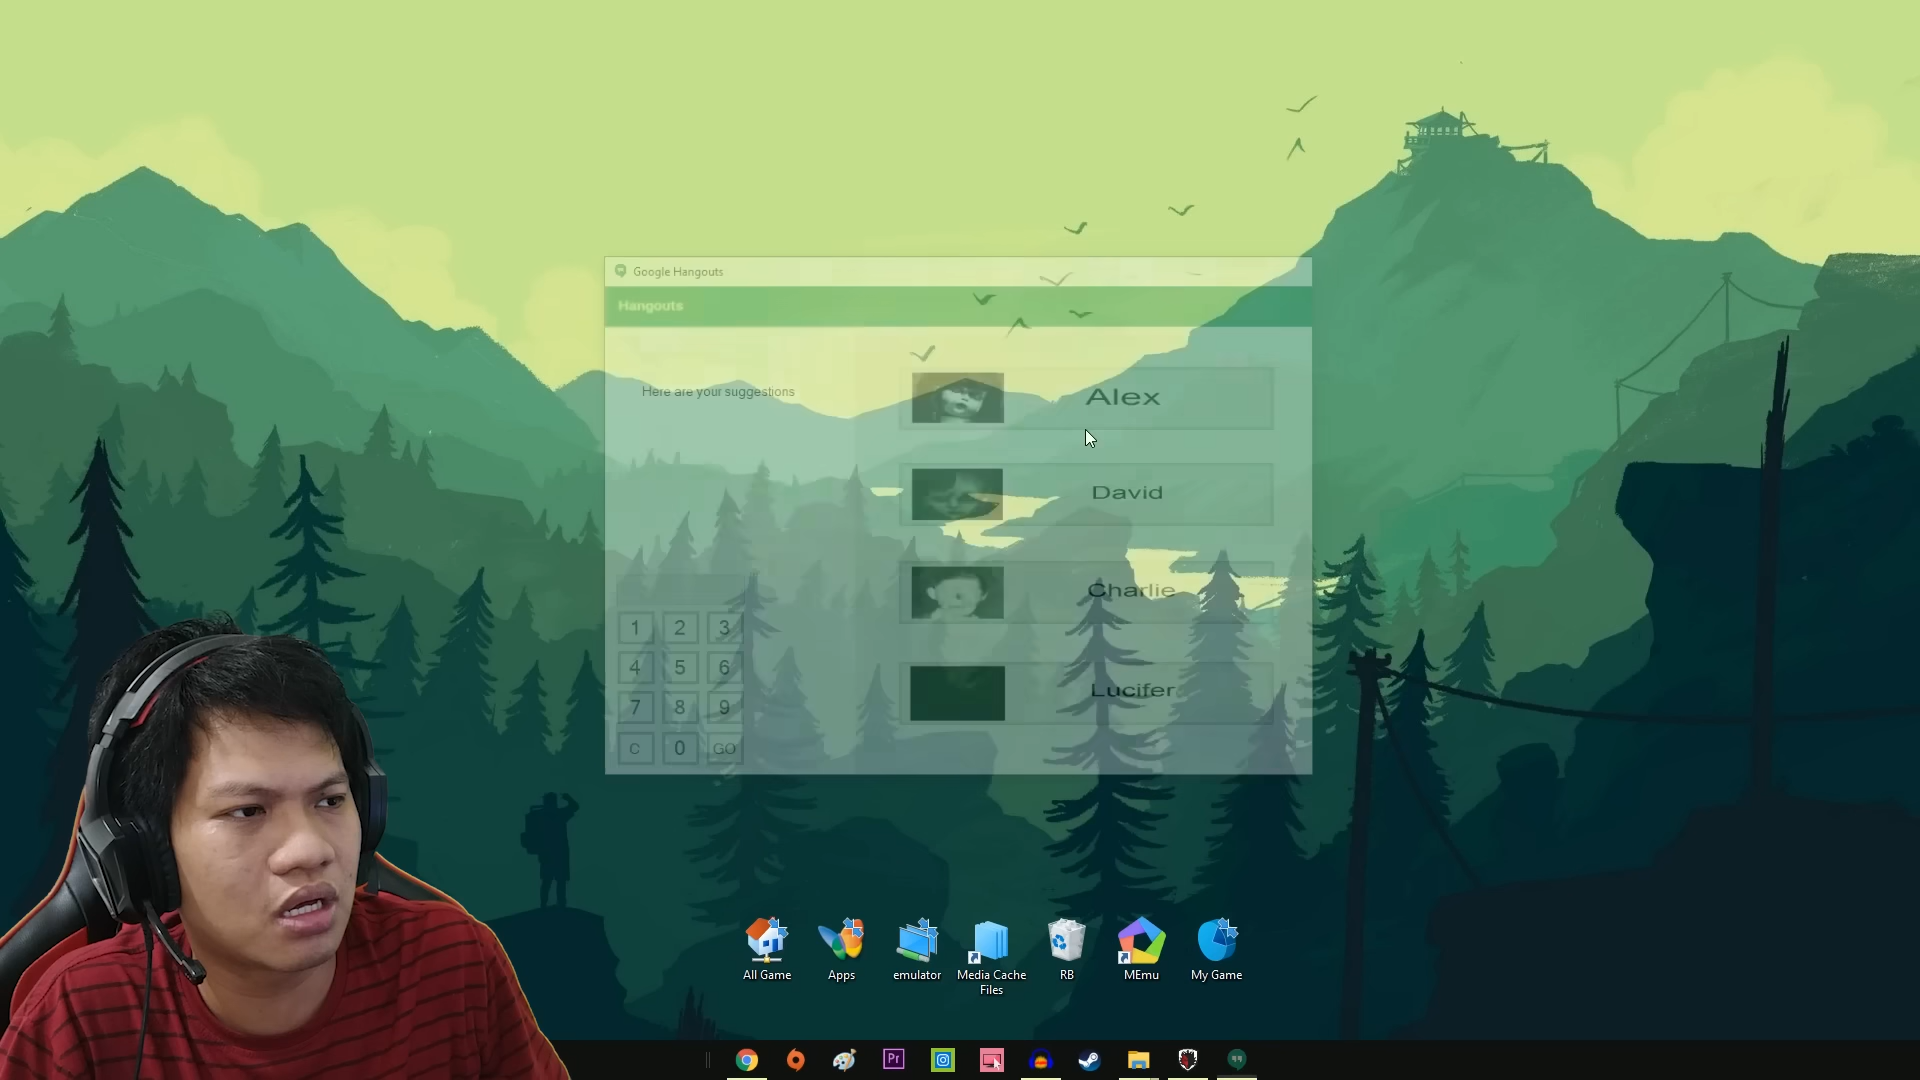 Google Hangouts
Hangouts
Here are your suggestions
Alex
David
Charlie
Lucifer
1 2 3
4 5 6
7 8 9
C 0 GO
All Game
Apps
emulator
Media Cache
Files
RB
MEmu
My Game
Pr